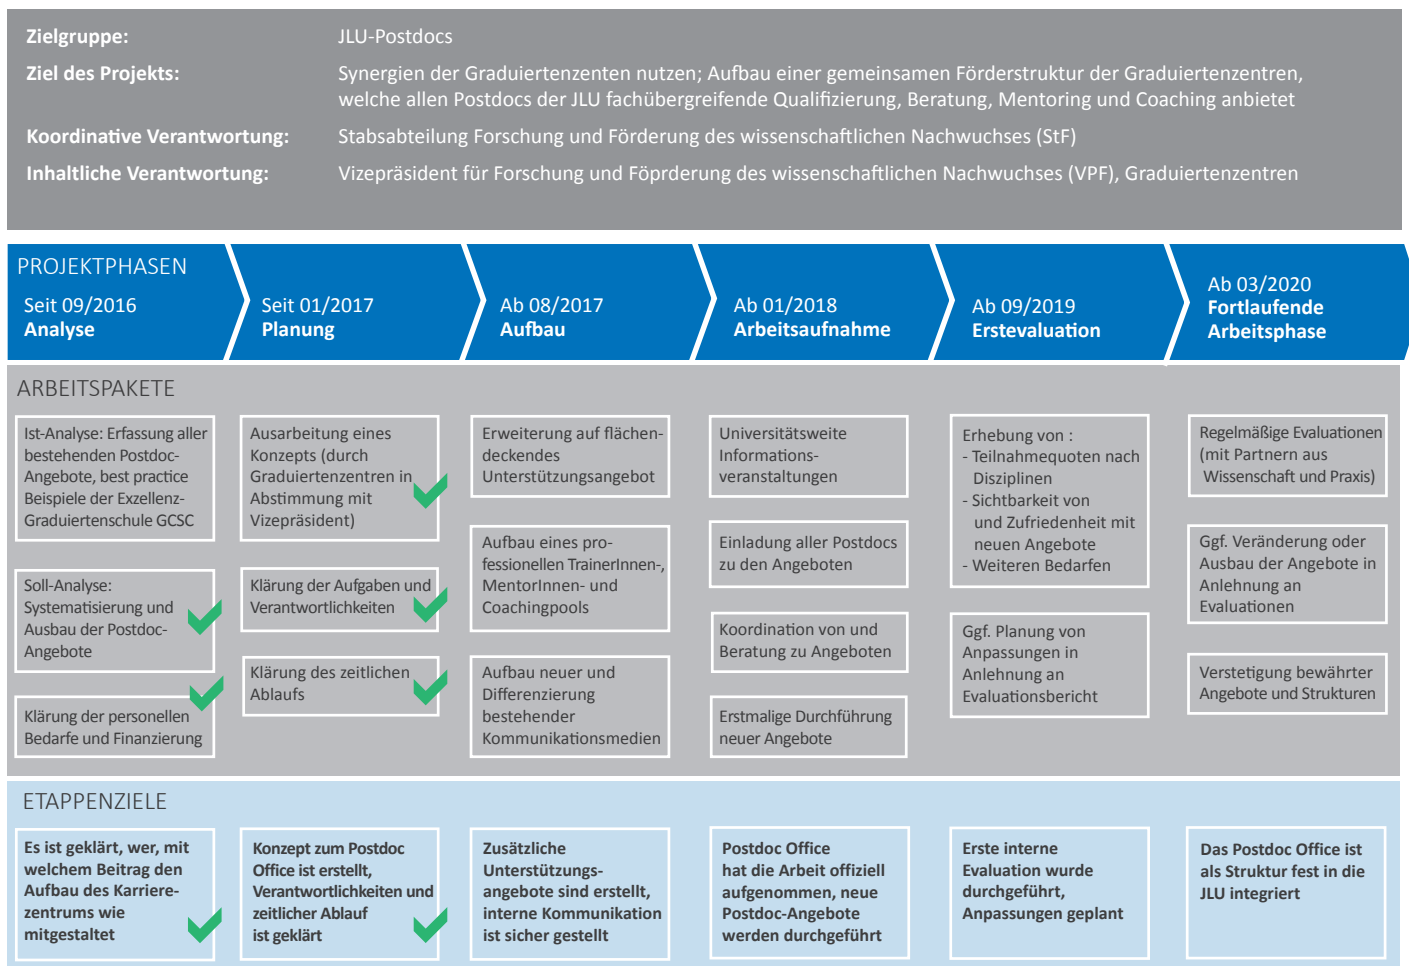 Zielgruppe: JLU-Postdocs
Ziel des Projekts: Synergien der Graduiertenzenten nutzen; Aufbau einer gemeinsamen Förderstruktur der Graduiertenzentren,
welche allen Postdocs der JLU fachübergreifende Qualifizierung, Beratung, Mentoring und Coaching anbietet
Koordinative Verantwortung: Stabsabteilung Forschung und Förderung des wissenschaftlichen Nachwuchses (StF)
Inhaltliche Verantwortung: Vizepräsident für Forschung und Föprderung des wissenschaftlichen Nachwuchses (VPF), Graduiertenzentren
PROJEKTPHASEN
Seit 09/2016
Analyse
Seit 01/2017
Planung
Ab 08/2017
Aufbau
Ab 01/2018
Arbeitsaufnahme
Ab 09/2019
Erstevaluation
Ab 03/2020
Fortlaufende
Arbeitsphase
ARBEITSPAKETE
Ist-Analyse: Erfassung aller
bestehenden Postdoc-
Angebote, best practice
Beispiele der Exzellenz-
Graduiertenschule GCSC
Soll-Analyse:
Systematisierung und
Ausbau der Postdoc-
Angebote
Klärung der personellen
Bedarfe und Finanzierung
Ausarbeitung eines
Konzepts (durch
Graduiertenzentren in
Abstimmung mit
Vizepräsident)
Klärung der Aufgaben und
Verantwortlichkeiten
Klärung des zeitlichen
Ablaufs
Erweiterung auf flächen-
deckendes
Unterstützungsangebot
Aufbau eines pro-
fessionellen TrainerInnen-,
MentorInnen- und
Coachingpools
Aufbau neuer und
Differenzierung
bestehender
Kommunikationsmedien
Universitätsweite
Informations-
veranstaltungen
Einladung aller Postdocs
zu den Angeboten
Koordination von und
Beratung zu Angeboten
Erstmalige Durchführung
neuer Angebote
Erhebung von :
- Teilnahmequoten nach
Disziplinen
- Sichtbarkeit von
und Zufriedenheit mit
neuen Angebote
- Weiteren Bedarfen
Ggf. Planung von
Anpassungen in
Anlehnung an
Evaluationsbericht
Regelmäßige Evaluationen
(mit Partnern aus
Wissenschaft und Praxis)
Ggf. Veränderung oder
Ausbau der Angebote in
Anlehnung an
Evaluationen
Verstetigung bewährter
Angebote und Strukturen
ETAPPENZIELE
Es ist geklärt, wer, mit
welchem Beitrag den
Aufbau des Karriere-
zentrums wie
mitgestaltet
Konzept zum Postdoc
Office ist erstellt,
Verantwortlichkeiten und
zeitlicher Ablauf
ist geklärt
Zusätzliche
Unterstützungs-
angebote sind erstellt,
interne Kommunikation
ist sicher gestellt
Postdoc Office
hat die Arbeit offiziell
aufgenommen, neue
Postdoc-Angebote
werden durchgeführt
Erste interne
Evaluation wurde
durchgeführt,
Anpassungen geplant
Das Postdoc Office ist
als Struktur fest in die
JLU integriert